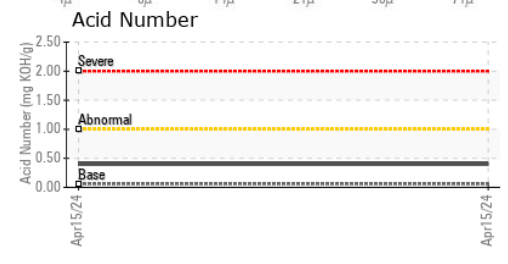 Acid Number
Acid Number (mg KOH/g)
2.50
2.00
1.50
1.00
0.50
0.00
Severe
Abnormal
Base
Apr15/24
Apr15/24